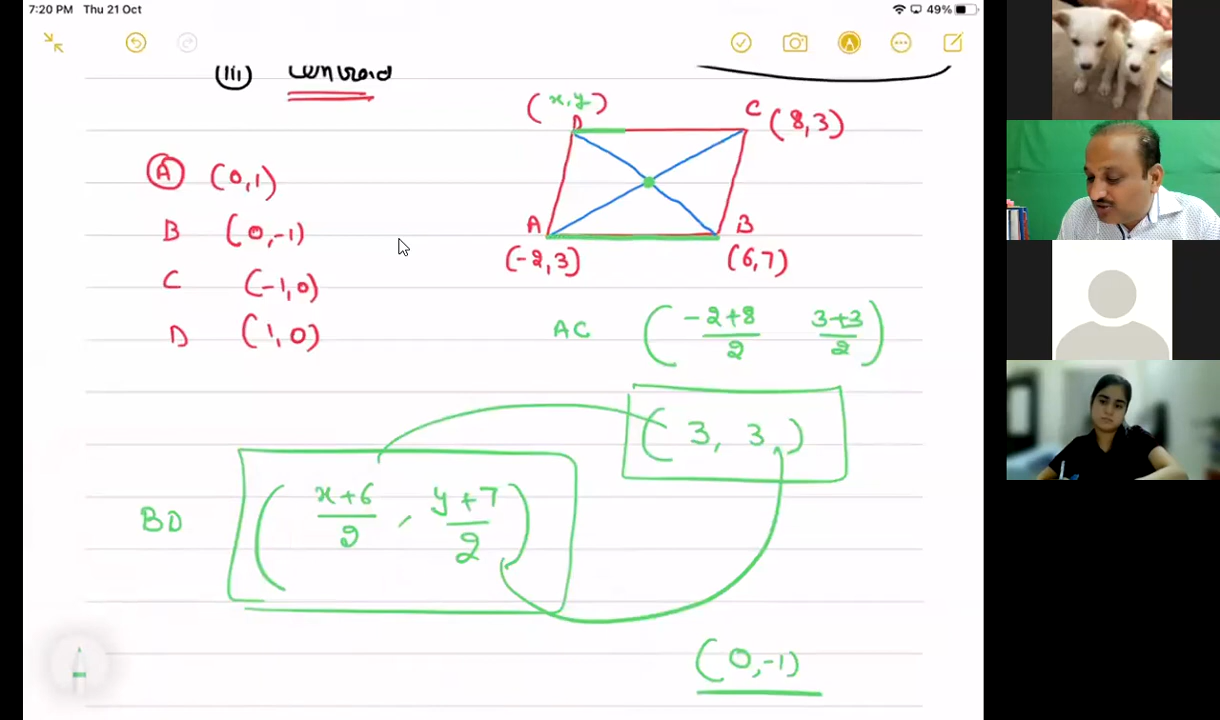 7:20 PM Thu 21 Oct
49%
(iii) Centroid
(x,y)
D
C (8,3)
A (0,1)
B (0,-1)
C (-1,0)
D (1,0)
A
B
(-2,3)
(6,7)
AC (-2+8/2 3+3/2)
(3, 3)
BD (x+6/2, y+7/2)
(0,-1)